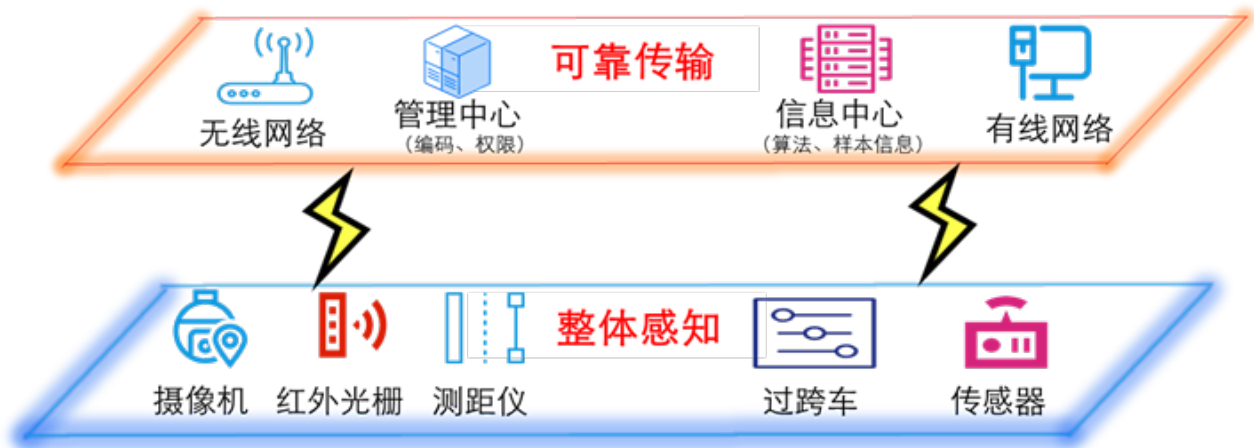 可靠传输
无线网络
管理中心
（编码、权限）
信息中心
（算法、样本信息）
有线网络
整体感知
摄像机
红外光栅
测距仪
过跨车
传感器